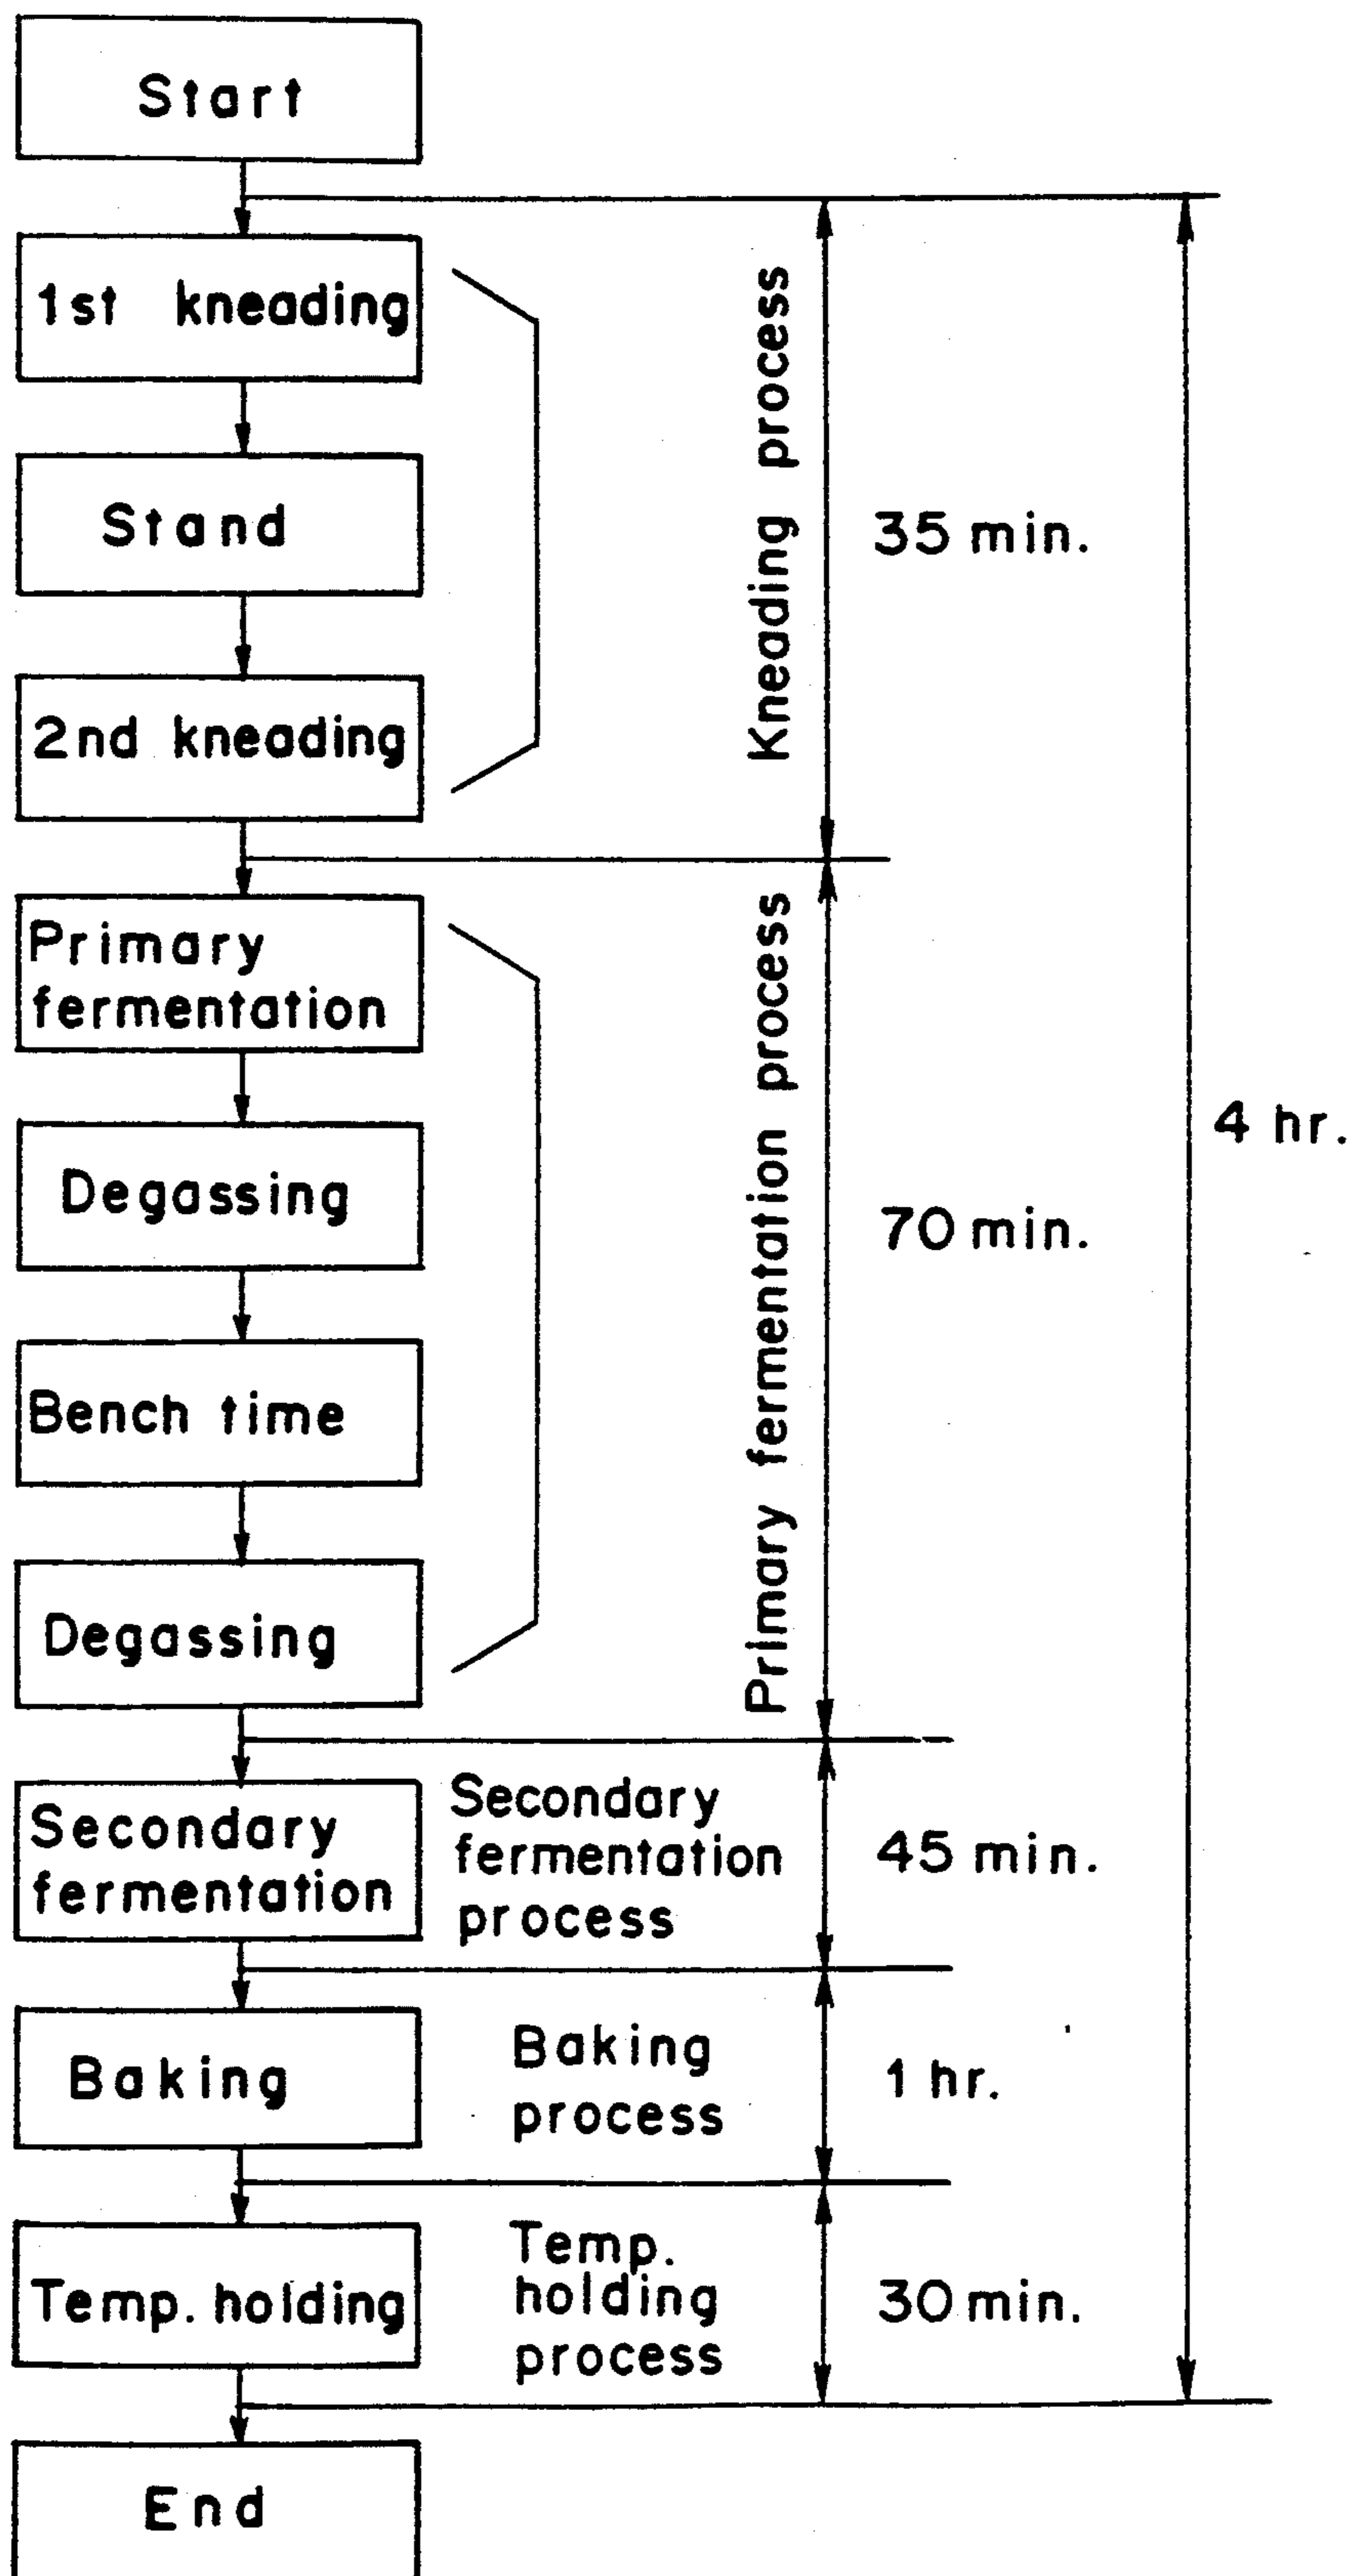 Start
1st kneading
Stand
2nd kneading
Kneading process
35 min.
Primary
fermentation
Degassing
Bench time
Degassing
Primary fermentation process
70 min.
4 hr.
Secondary
fermentation
Secondary
fermentation
process
45 min.
Baking
Baking
process
1 hr.
Temp. holding
Temp.
holding
process
30 min.
End